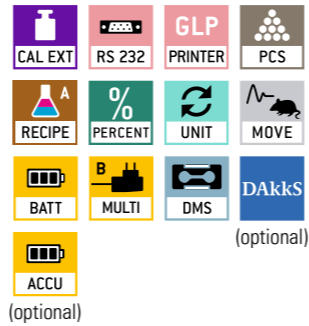 CAL EXT
RS 232
GLP
PRINTER
PCS
A
RECIPE
%
PERCENT
UNIT
MOVE
BATT
B
MULTI
DMS
DAkkS
(optional)
ACCU
(optional)